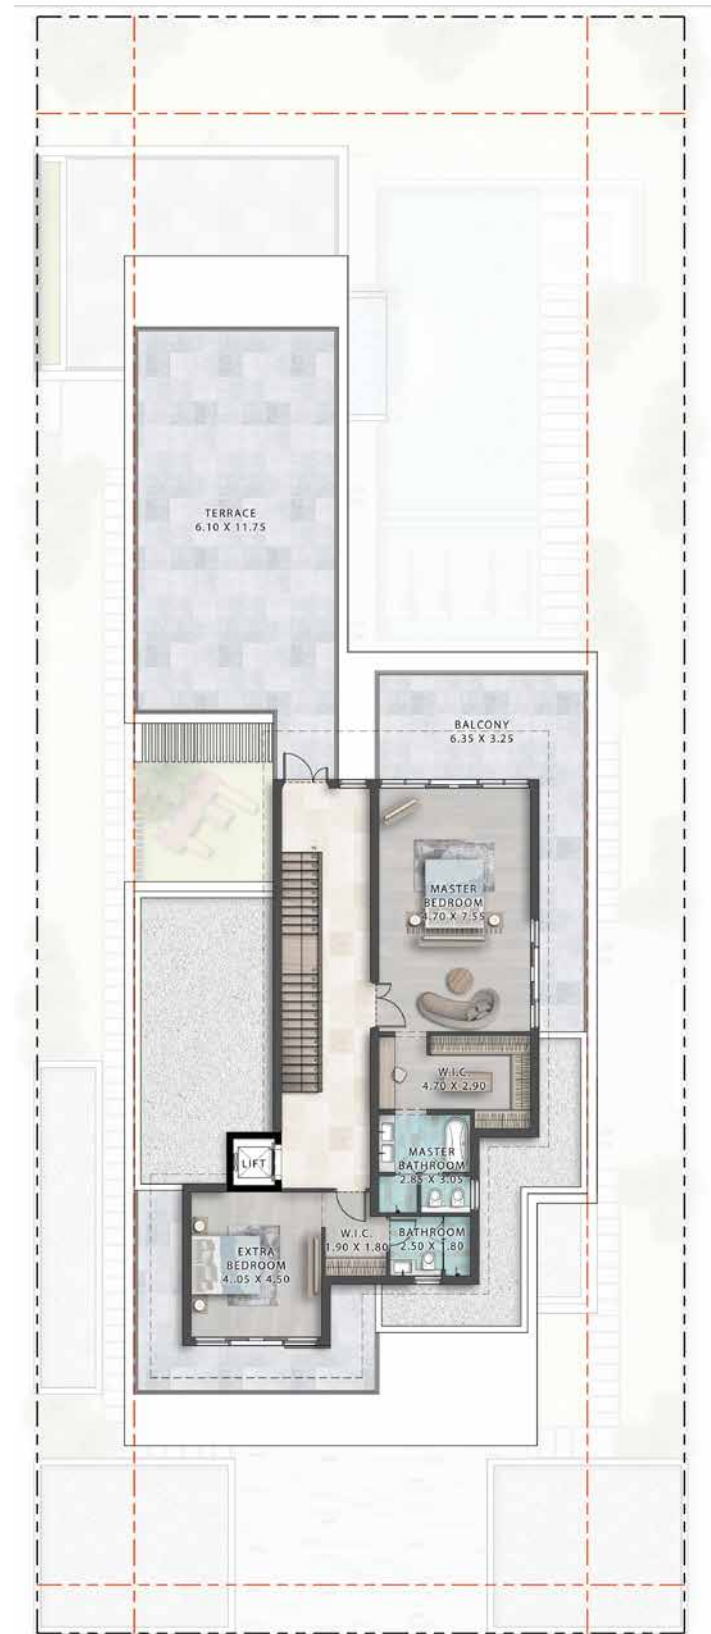 TERRACE
6.10 X 11.75
BALCONY
6.35 X 3.25
MASTER
BEDROOM
4.70 X 7.55
W.I.C.
4.70 X 2.90
MASTER
BATHROOM
2.85 X 3.05
LIFT
W.I.C.
1.90 X 1.80
BATHROOM
2.50 X 1.80
EXTRA
BEDROOM
4..05 X 4.50